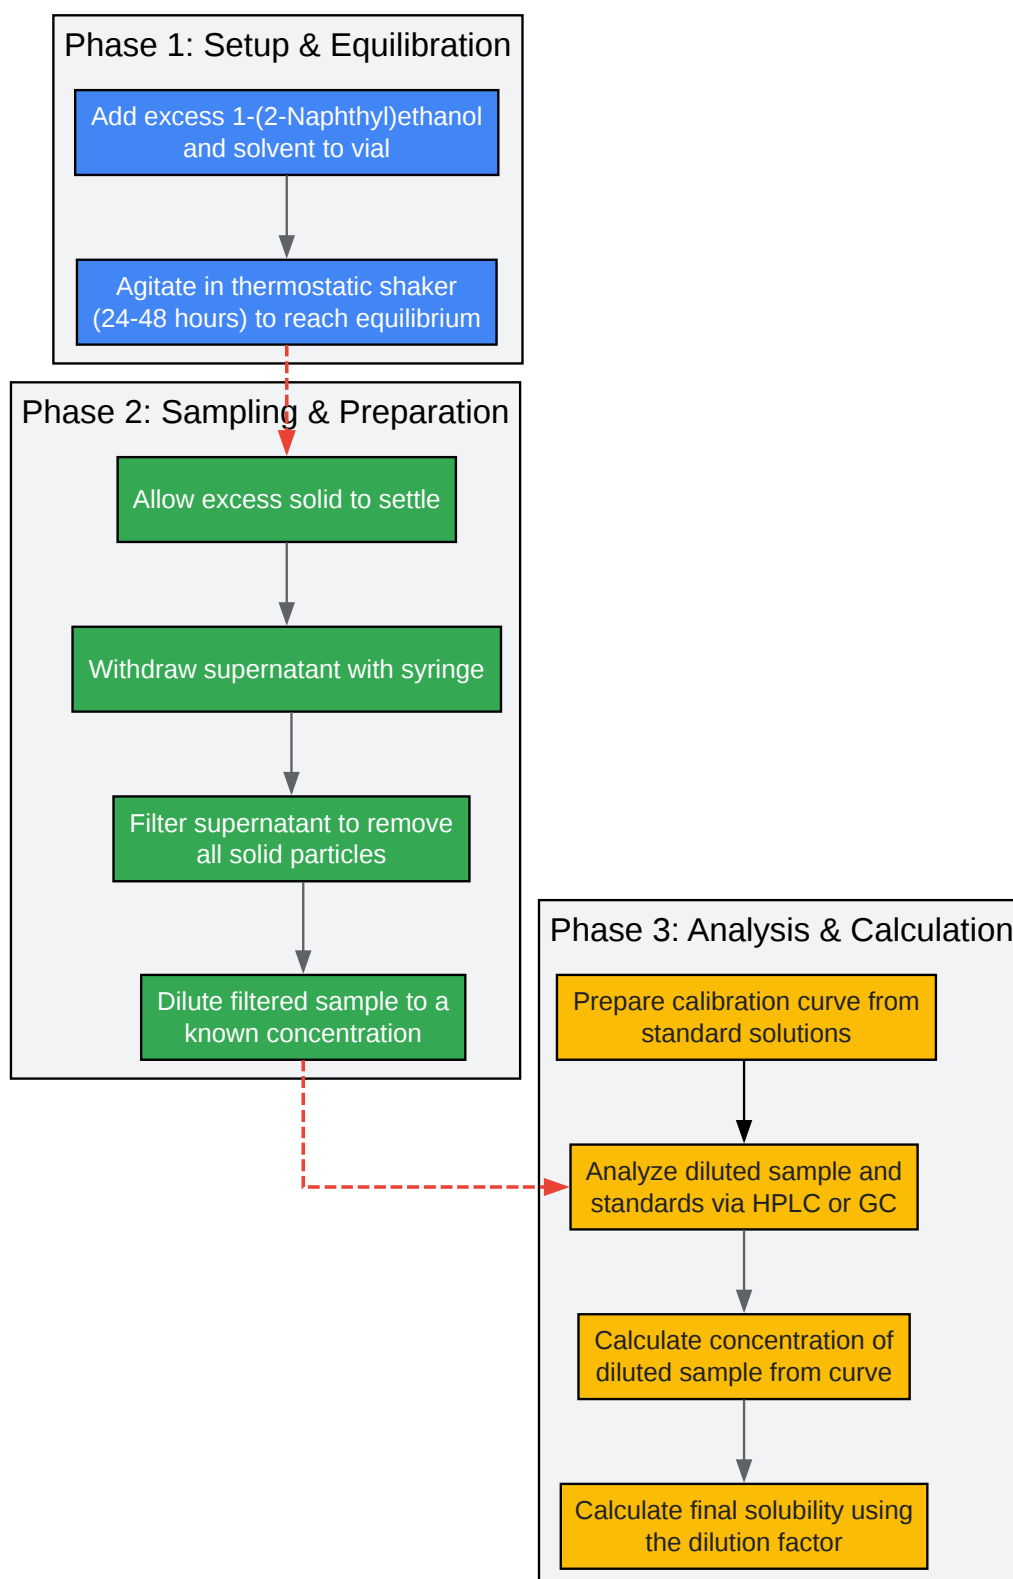 Phase 1: Setup & Equilibration
Add excess 1-(2-Naphthyl)ethanol
and solvent to vial
Agitate in thermostatic shaker
(24-48 hours) to reach equilibrium
Phase 2: Sampling & Preparation
Allow excess solid to settle
Withdraw supernatant with syringe
Filter supernatant to remove
all solid particles
Dilute filtered sample to a
known concentration
Phase 3: Analysis & Calculation
Prepare calibration curve from
standard solutions
Analyze diluted sample and
standards via HPLC or GC
Calculate concentration of
diluted sample from curve
Calculate final solubility using
the dilution factor